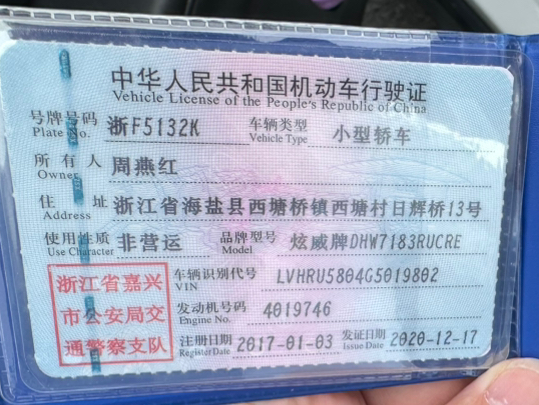 中华人民共和国机动车行驶证
Vehicle License of the People's Republic of China
号牌号码 浙F5132K 车辆类型 小型轿车
Plate No. Vehicle Type
所有人 周燕红
Owner
住址 浙江省海盐县西塘桥镇西塘村日辉桥13号
Address
使用性质 非营运 品牌型号 炫威牌DHW7183RUCRE
Use Character Model
浙江省嘉兴
市公安局交
通警察支队
车辆识别代号 LVHRU5804G5019802
VIN
发动机号码 4019746
Engine No.
注册日期 2017-01-03 发证日期 2020-12-17
Register Date Issue Date